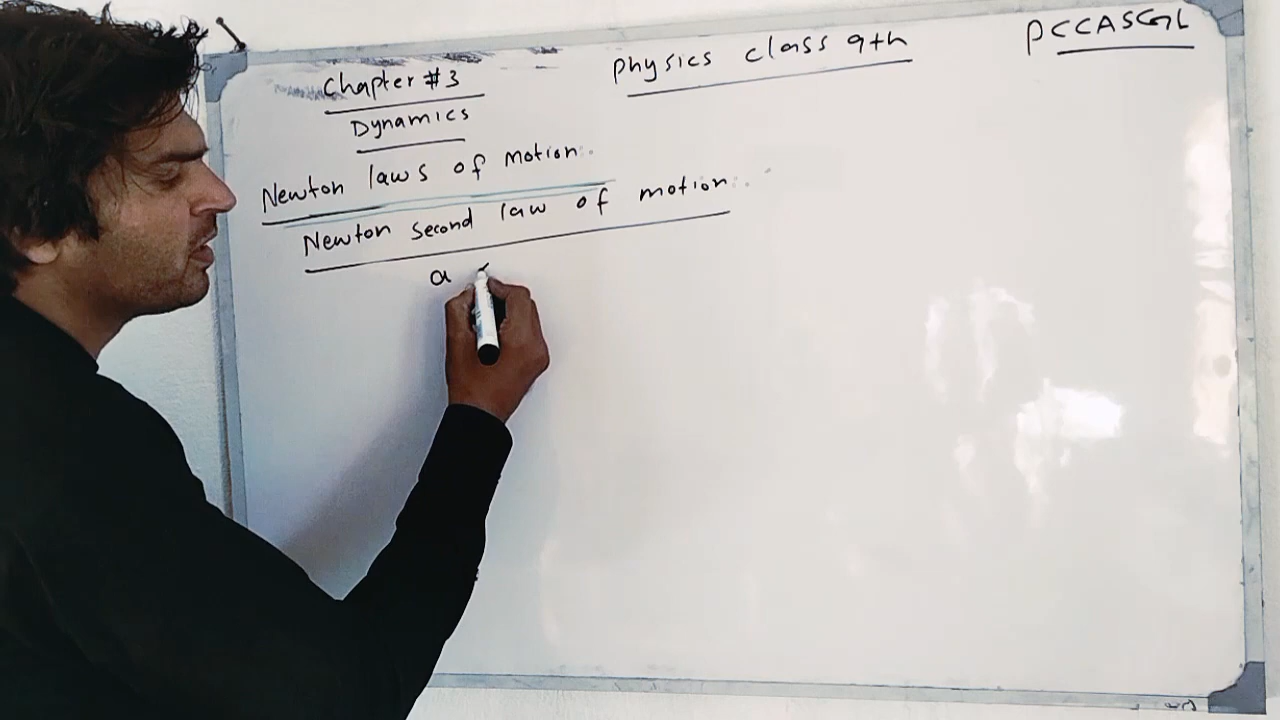 PCCASGL
Physics class 9th
Chapter #3
Dynamics
Newton laws of motion:.
Newton second law of motion:..
a